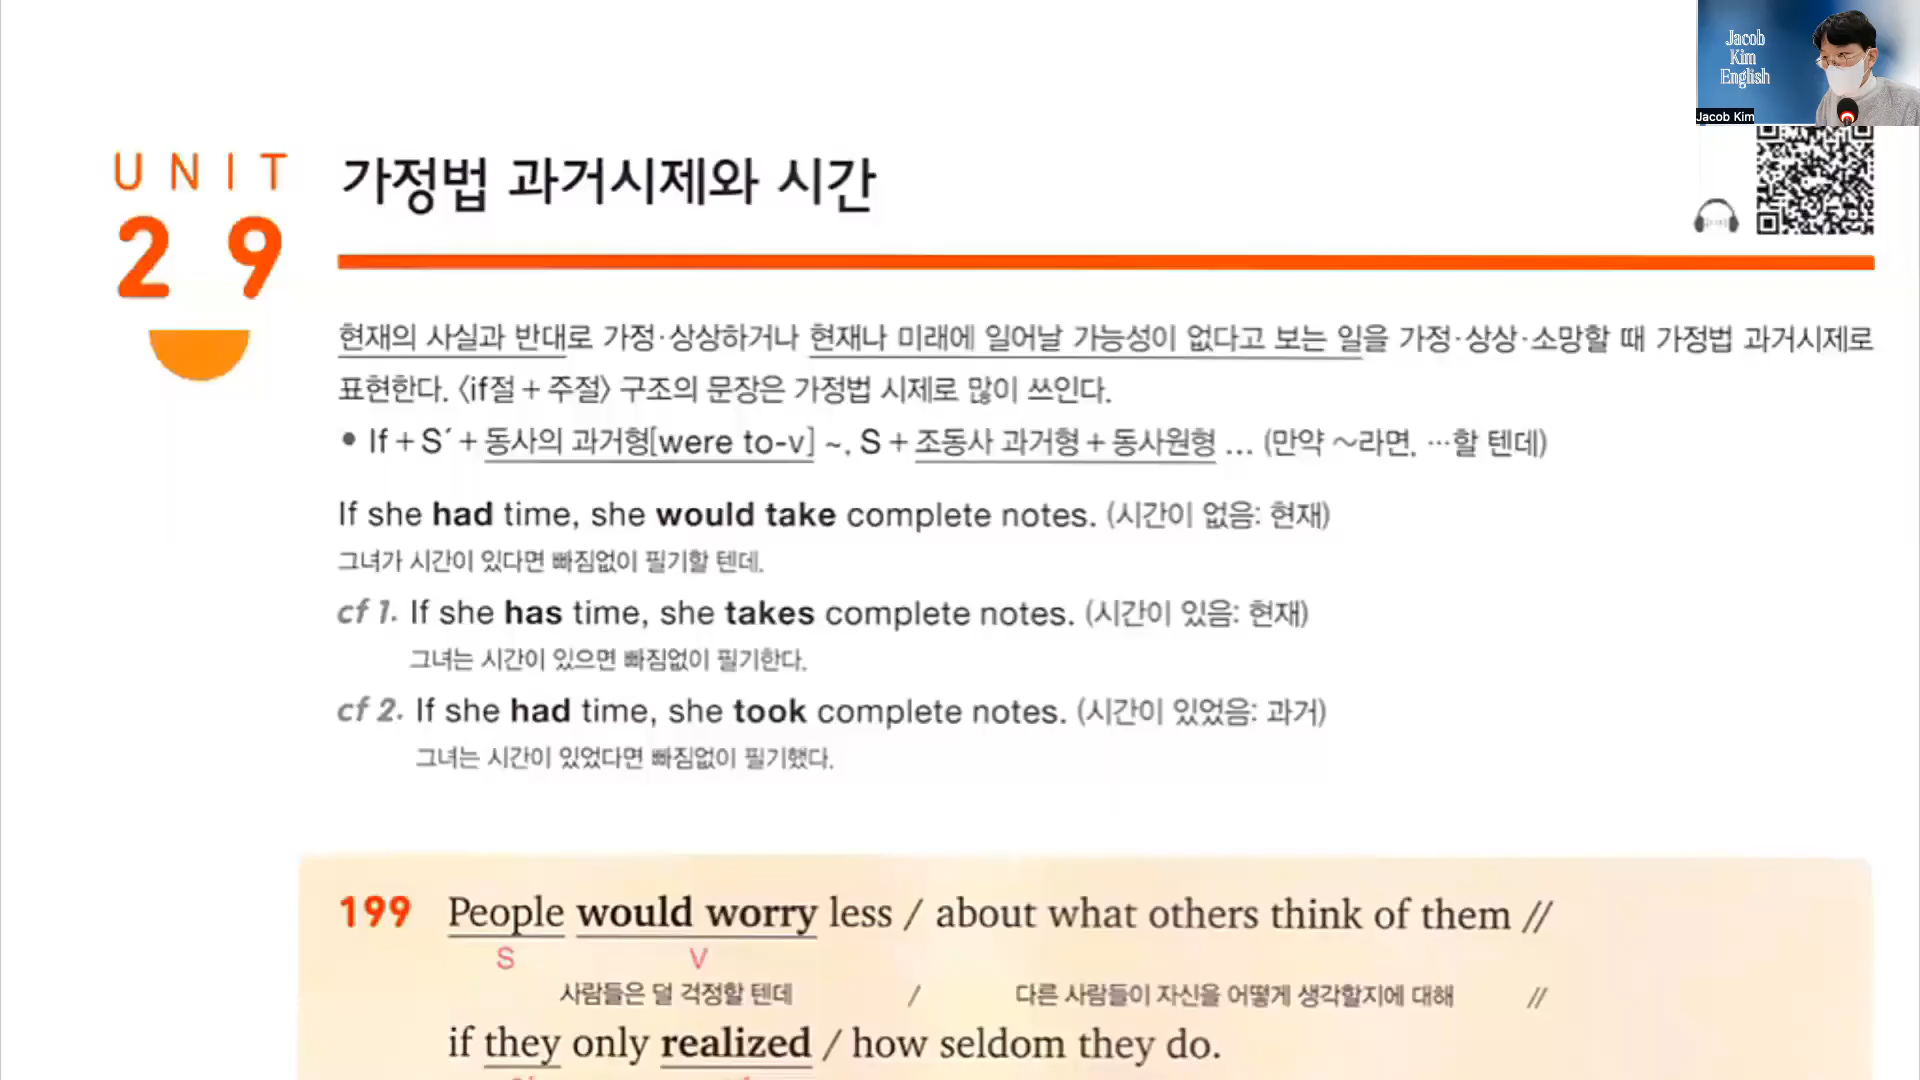 Jacob
Kim
English
Jacob Kim
UNIT
29
가정법 과거시제와 시간
현재의 사실과 반대로 가정·상상하거나 현재나 미래에 일어날 가능성이 없다고 보는 일을 가정·상상·소망할 때 가정법 과거시제로
표현한다. 〈if절 + 주절〉 구조의 문장은 가정법 시제로 많이 쓰인다.
• If + S´ + 동사의 과거형[were to-v] ~, S + 조동사 과거형 + 동사원형 … (만약 ～라면, …할 텐데)
If she had time, she would take complete notes. (시간이 없음: 현재)
그녀가 시간이 있다면 빠짐없이 필기할 텐데.
cf 1. If she has time, she takes complete notes. (시간이 있음: 현재)
그녀는 시간이 있으면 빠짐없이 필기한다.
cf 2. If she had time, she took complete notes. (시간이 있었음: 과거)
그녀는 시간이 있었다면 빠짐없이 필기했다.
199 People would worry less / about what others think of them //
S V
사람들은 덜 걱정할 텐데 / 다른 사람들이 자신을 어떻게 생각할지에 대해 //
if they only realized / how seldom they do.